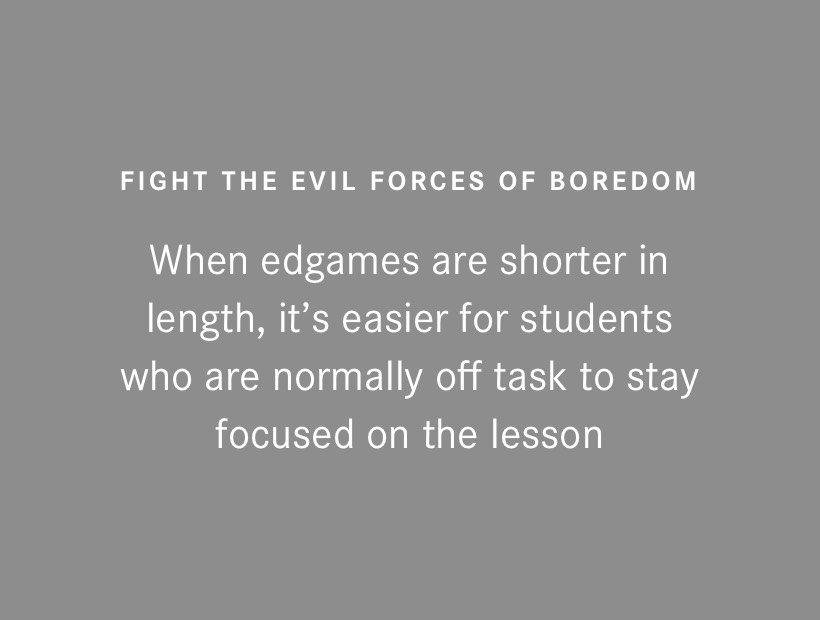 FIGHT THE EVIL FORCES OF BOREDOM
When edgames are shorter in
length, it’s easier for students
who are normally off task to stay
focused on the lesson